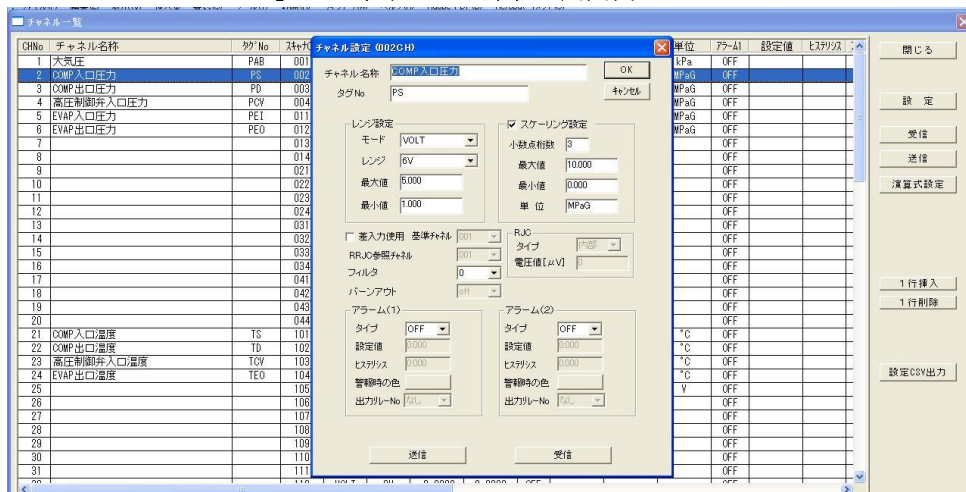 チャネル一覧
CHNo チャネル名称 タグNo 単位 アラーム1 設定値 ヒステリシス
1 大気圧 PAB 001 kPa OFF
2 COMP入口圧力 PS 002 MPaG OFF
3 COMP出口圧力 PD 003 MPaG OFF
4 高圧制御弁入口圧力 PCV 004 MPaG OFF
5 EVAP入口圧力 PEI 011 MPaG OFF
6 EVAP出口圧力 PEO 012 MPaG OFF
7 013 OFF
8 014 OFF
9 021 OFF
10 022 OFF
11 023 OFF
12 024 OFF
13 031 OFF
14 032 OFF
15 033 OFF
16 034 OFF
17 041 OFF
18 042 OFF
19 043 OFF
20 044 OFF
21 COMP入口温度 TS 101 °C OFF
22 COMP出口温度 TD 102 °C OFF
23 高圧制御弁入口温度 TCV 103 °C OFF
24 EVAP出口温度 TEO 104 °C OFF
25 105 V OFF
26 106 OFF
27 107 OFF
28 108 OFF
29 109 OFF
30 110 OFF
31 111 OFF
チャネル設定 (002CH)
チャネル名称 COMP入口圧力 OK
タグNo PS キャンセル
レンジ設定
モード VOLT
レンジ 6V
最大値 5.000
最小値 1.000
スケーリング設定
小数点桁数 3
最大値 10.000
最小値 0.000
単位 MPaG
差入力使用 基準チャネル 001
RRJC参照チャネル 001
フィルタ 0
バーンアウト off
RJC
タイプ 内部
電圧値[μV] 0
アラーム(1)
タイプ OFF
設定値 0.000
ヒステリシス 0.000
警報時の色
出力リレーNo なし
アラーム(2)
タイプ OFF
設定値 0.000
ヒステリシス 0.000
警報時の色
出力リレーNo なし
送信 受信
閉じる
設定
受信
送信
演算式設定
1行挿入
1行削除
設定CSV出力